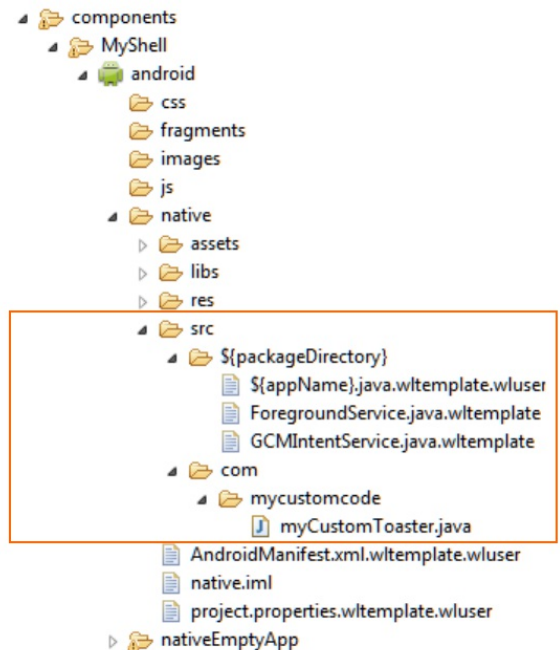 components
MyShell
android
css
fragments
images
js
native
assets
libs
res
src
${packageDirectory}
${appName}.java.wltemplate.wluser
ForegroundService.java.wltemplate
GCMIntentService.java.wltemplate
com
mycustomcode
myCustomToaster.java
AndroidManifest.xml.wltemplate.wluser
native.iml
project.properties.wltemplate.wluser
nativeEmptyApp